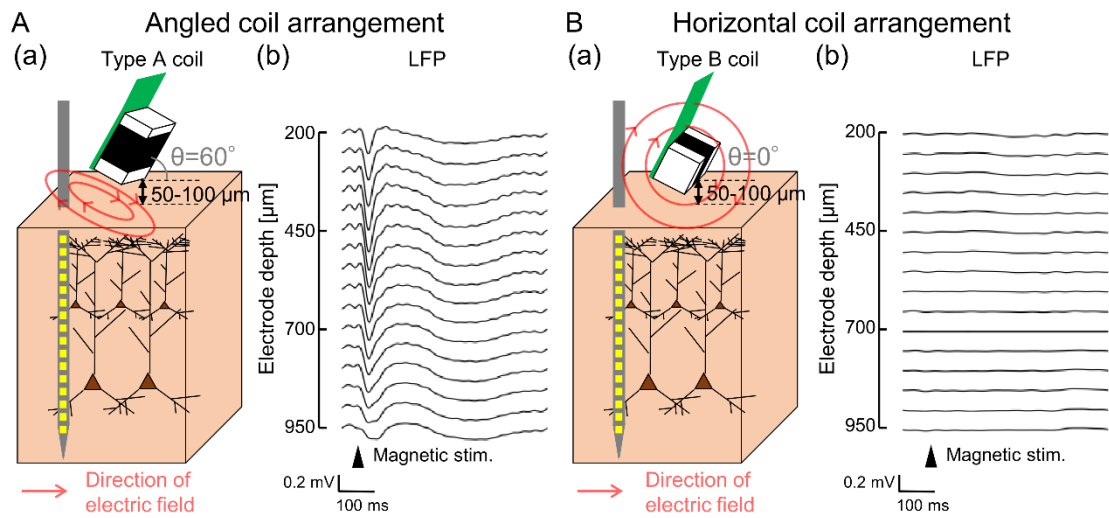 A Angled coil arrangement
(a) Type A coil
θ=60°
50-100 μm
Direction of
electric field
(b) LFP
Electrode depth [μm]
200
450
700
950
Magnetic stim.
0.2 mV
100 ms
B Horizontal coil arrangement
(a) Type B coil
θ=0°
50-100 μm
Direction of
electric field
(b) LFP
Electrode depth [μm]
200
450
700
950
Magnetic stim.
0.2 mV
100 ms